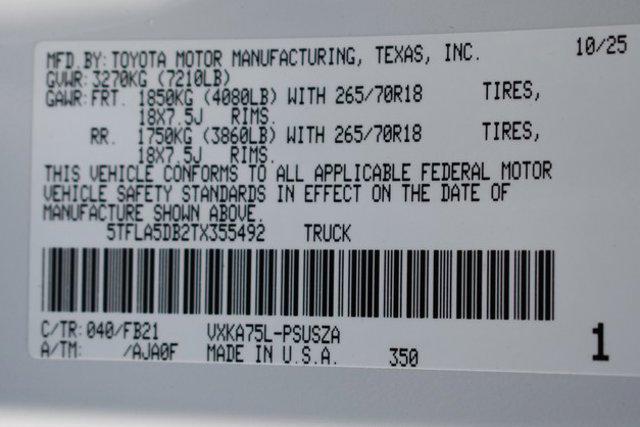 MFD.BY: TOYOTA MOTOR MANUFACTURING, TEXAS, INC. 10/25
GVWR: 3270KG (7210LB)
GAWR: FRT. 1850KG (4080LB) WITH 265/70R18 TIRES,
18X7.5J RIMS.
RR. 1750KG (3860LB) WITH 265/70R18 TIRES,
18X7.5J RIMS.
THIS VEHICLE CONFORMS TO ALL APPLICABLE FEDERAL MOTOR
VEHICLE SAFETY STANDARDS IN EFFECT ON THE DATE OF
MANUFACTURE SHOWN ABOVE.
5TFLA5DB2TX355492 TRUCK
C/TR: 040/FB21 VXKA75L-PSUSZA
A/TM: /AJA0F MADE IN U.S.A. 350 1